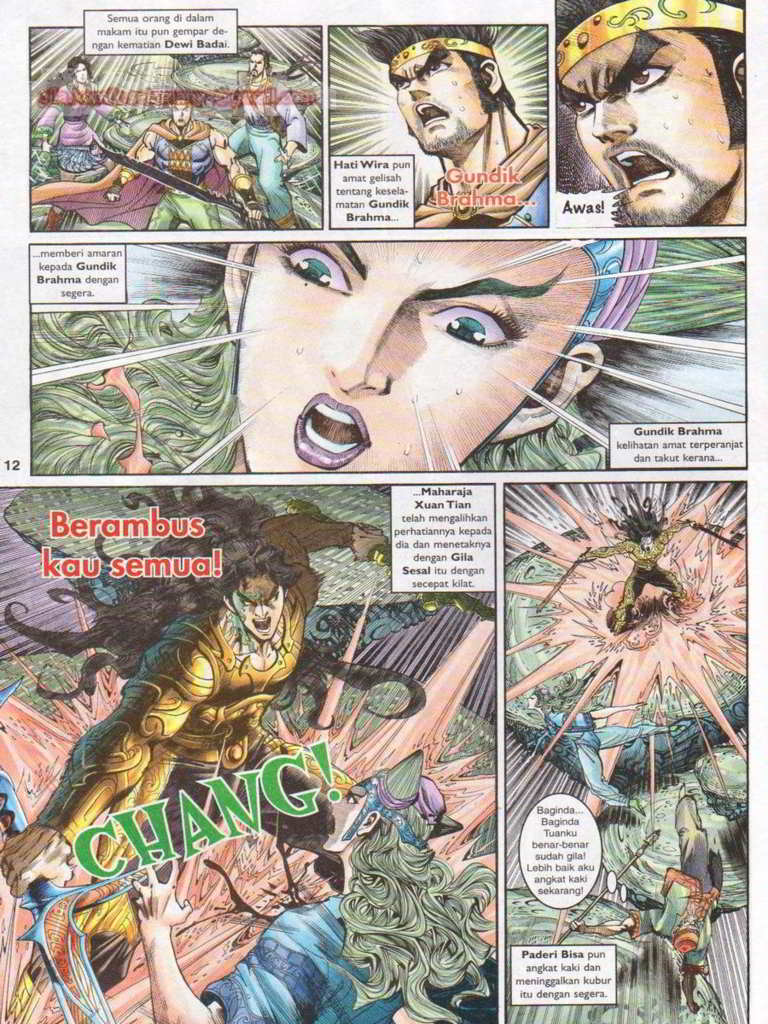 Semua orang di dalam
makam itu pun gempar de-
ngan kematian Dewi Badai.
Hati Wira pun
amat gelisah
tentang kesela-
matan Gundik
Brahma...
Gundik
Brahma...
Awas!
...memberi amaran
kepada Gundik
Brahma dengan
segera.
Gundik Brahma
kelihatan amat terperanjat
dan takut kerana...
12
Berambus
kau semua!
...Maharaja
Xuan Tian
telah mengalihkan
perhatiannya kepada
dia dan menetaknya
dengan Gila
Sesal itu dengan
secepat kilat.
CHANG!
Baginda...
Baginda
Tuanku
benar-benar
sudah gila!
Lebih baik aku
angkat kaki
sekarang!
Paderi Bisa pun
angkat kaki dan
meninggalkan kubur
itu dengan segera.